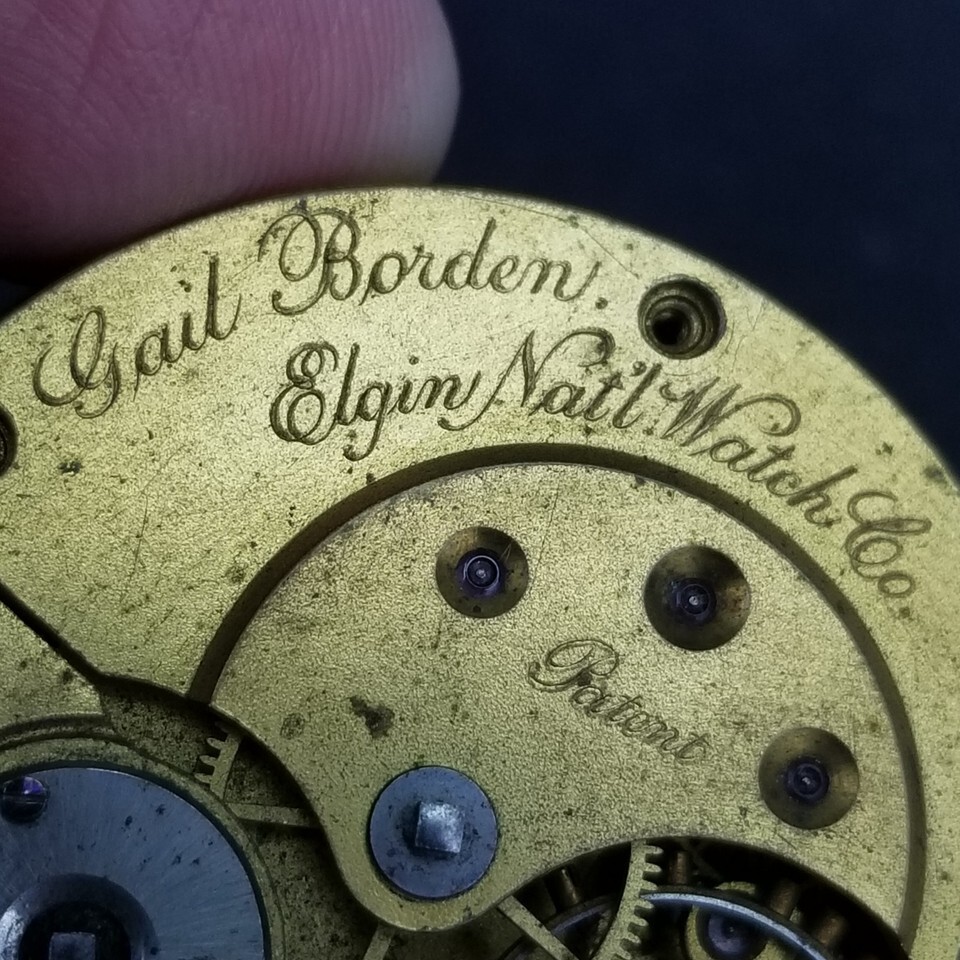 Gail Borden.
Elgin Nat'l. Watch Co.
Patent